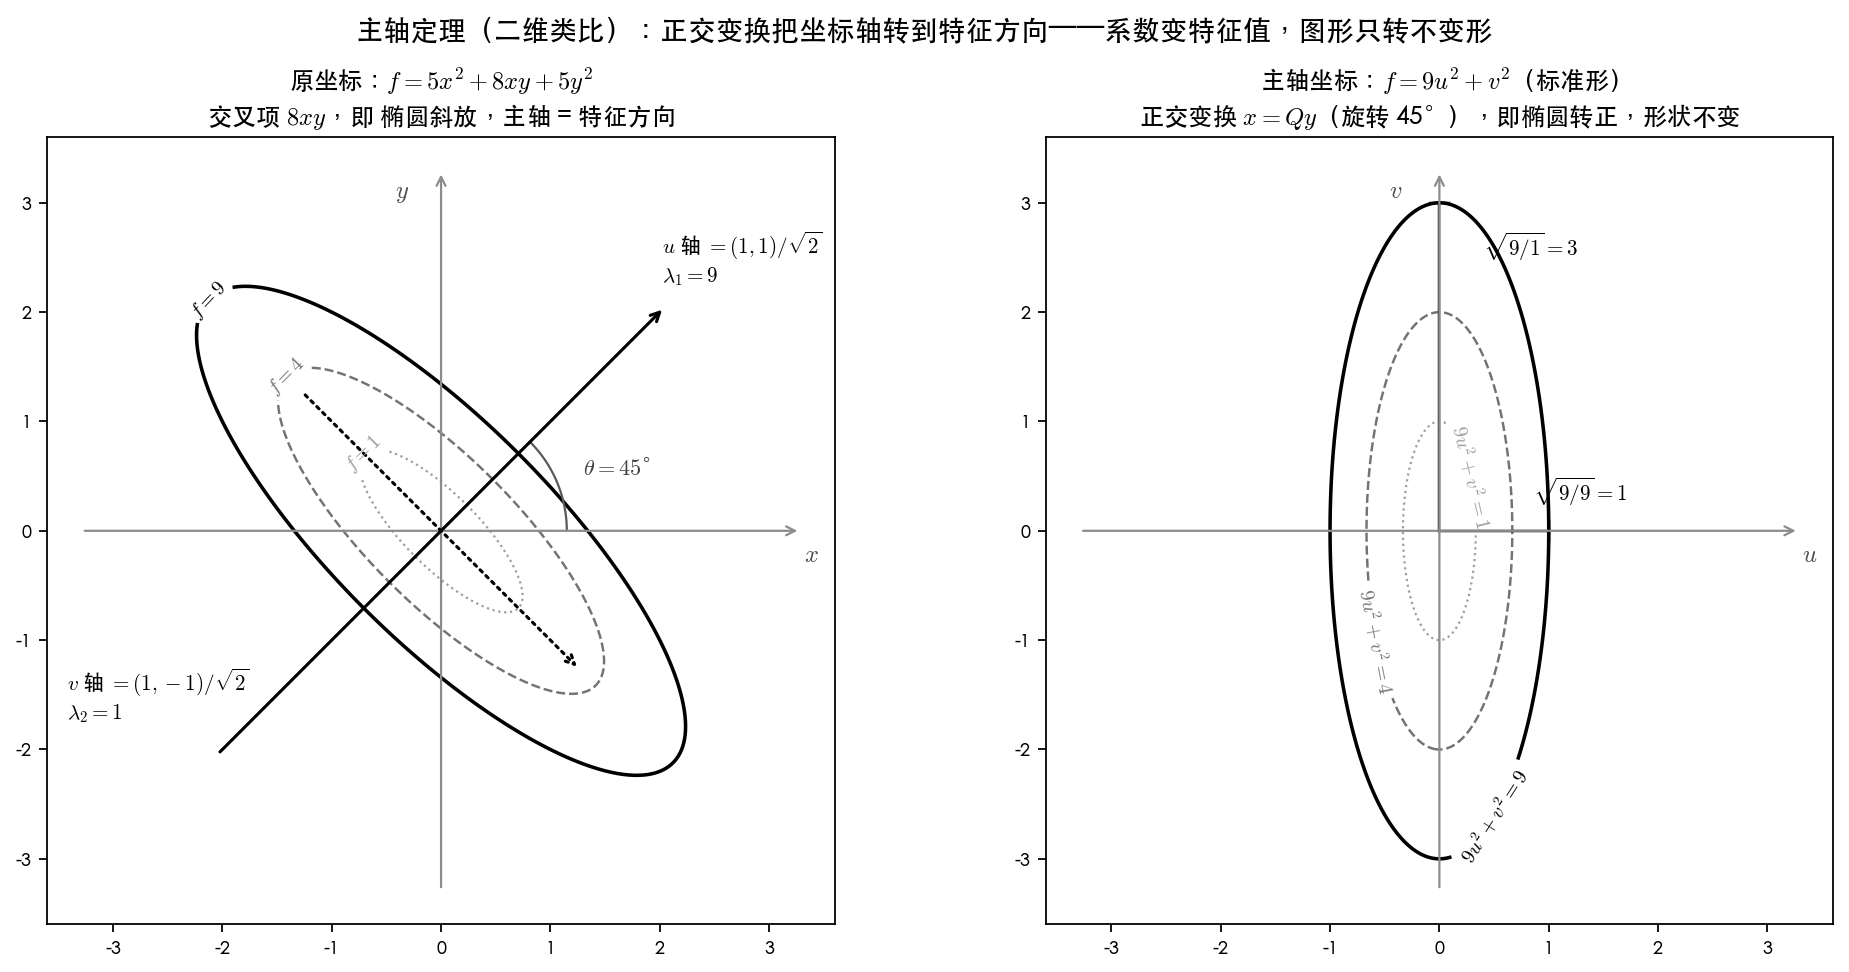 主轴定理（二维类比）：正交变换把坐标轴转到特征方向——系数变特征值，图形只转不变形
原坐标：f = 5x² + 8xy + 5y²
交叉项 8xy，即 椭圆斜放，主轴 = 特征方向
y
3
2
1
0
-1
-2
-3
u 轴 = (1, 1)/√2
λ₁ = 9
f = 9
f = 4
f = 1
θ = 45°
x
v 轴 = (1, −1)/√2
λ₂ = 1
-3
-2
-1
0
1
2
3
主轴坐标：f = 9u² + v²（标准形）
正交变换 x = Qy（旋转 45°），即椭圆转正，形状不变
v
3
2
1
0
-1
-2
-3
√9/1 = 3
9u² + v² = 1
√9/9 = 1
u
9u² + v² = 4
9u² + v² = 9
-3
-2
-1
0
1
2
3